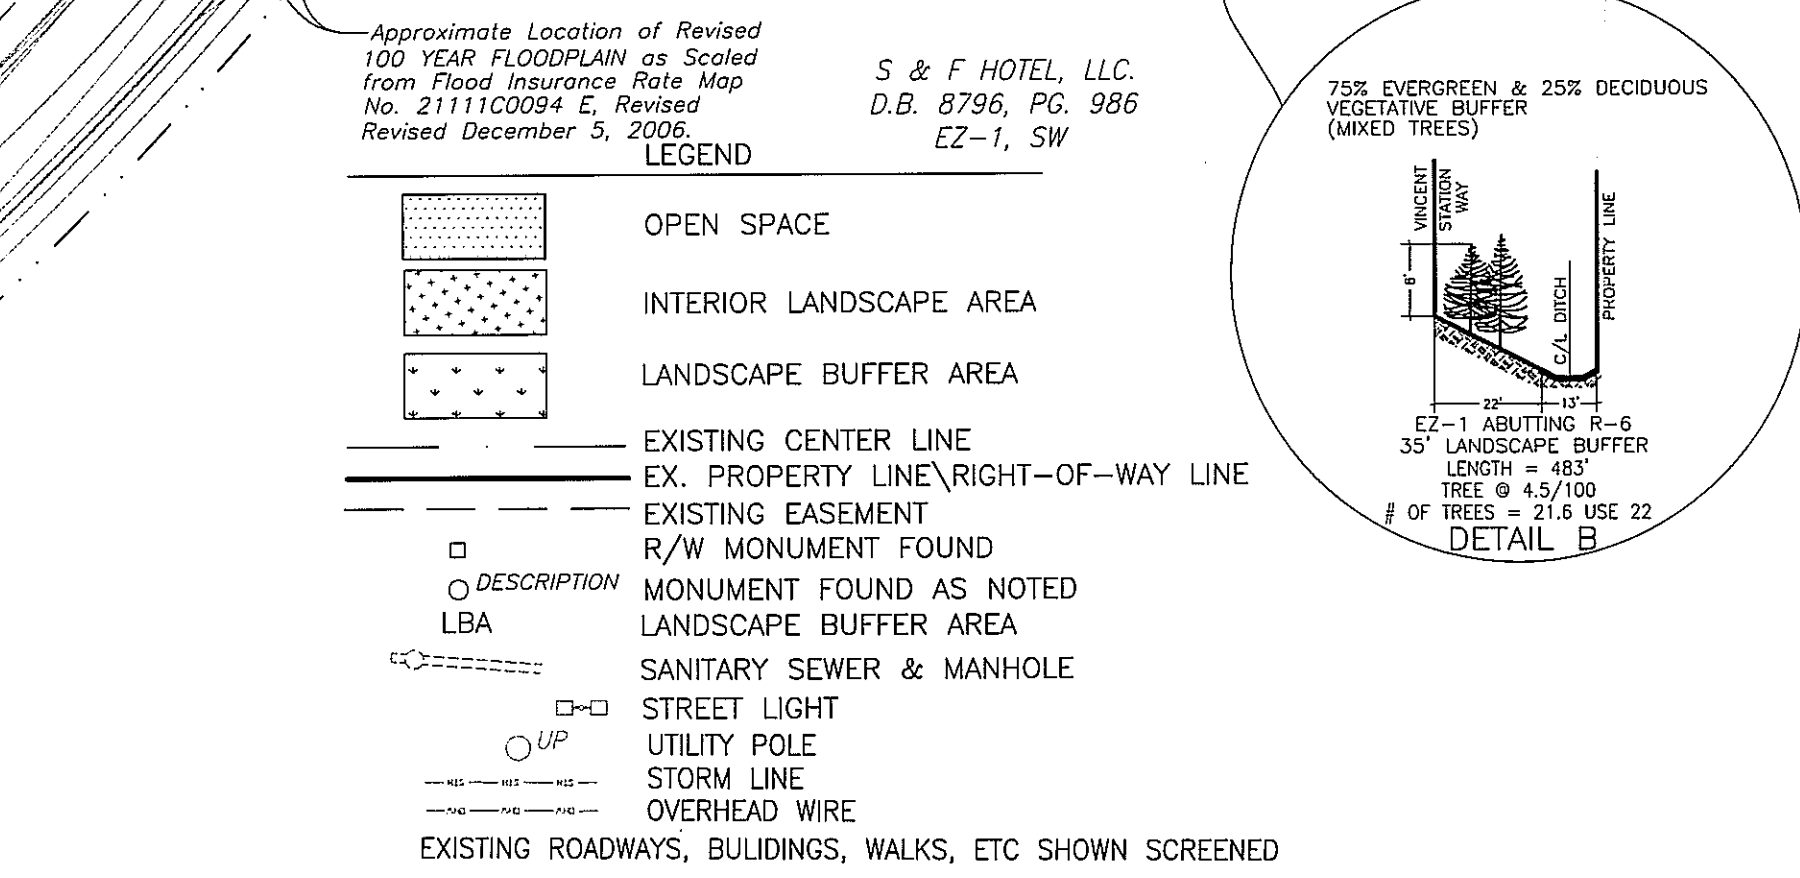 Approximate Location of Revised
100 YEAR FLOODPLAIN as Scaled
from Flood Insurance Rate Map
No. 21111C0094 E, Revised
Revised December 5, 2006.
S & F HOTEL, LLC.
D.B. 8796, PG. 986
EZ-1, SW
LEGEND
OPEN SPACE
INTERIOR LANDSCAPE AREA
LANDSCAPE BUFFER AREA
EXISTING CENTER LINE
EX. PROPERTY LINE\RIGHT-OF-WAY LINE
EXISTING EASEMENT
R/W MONUMENT FOUND
DESCRIPTION MONUMENT FOUND AS NOTED
LBA LANDSCAPE BUFFER AREA
SANITARY SEWER & MANHOLE
STREET LIGHT
UP UTILITY POLE
STORM LINE
OVERHEAD WIRE
EXISTING ROADWAYS, BULIDINGS, WALKS, ETC SHOWN SCREENED
75% EVERGREEN & 25% DECIDUOUS
VEGETATIVE BUFFER
(MIXED TREES)
VINCENT
STATION
WAY
PROPERTY LINE
6'
C/L DITCH
22' 13'
EZ-1 ABUTTING R-6
35' LANDSCAPE BUFFER
LENGTH = 483'
TREE @ 4.5/100
# OF TREES = 21.6 USE 22
DETAIL B